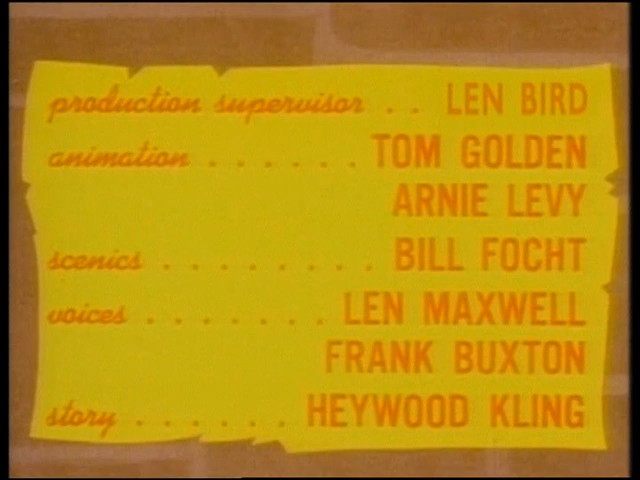 production supervisor . . LEN BIRD
animation . . . . . . TOM GOLDEN
ARNIE LEVY
scenics . . . . . . . . BILL FOCHT
voices . . . . . . . LEN MAXWELL
FRANK BUXTON
story . . . . . . HEYWOOD KLING